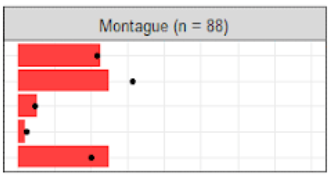 Montague (n = 88)